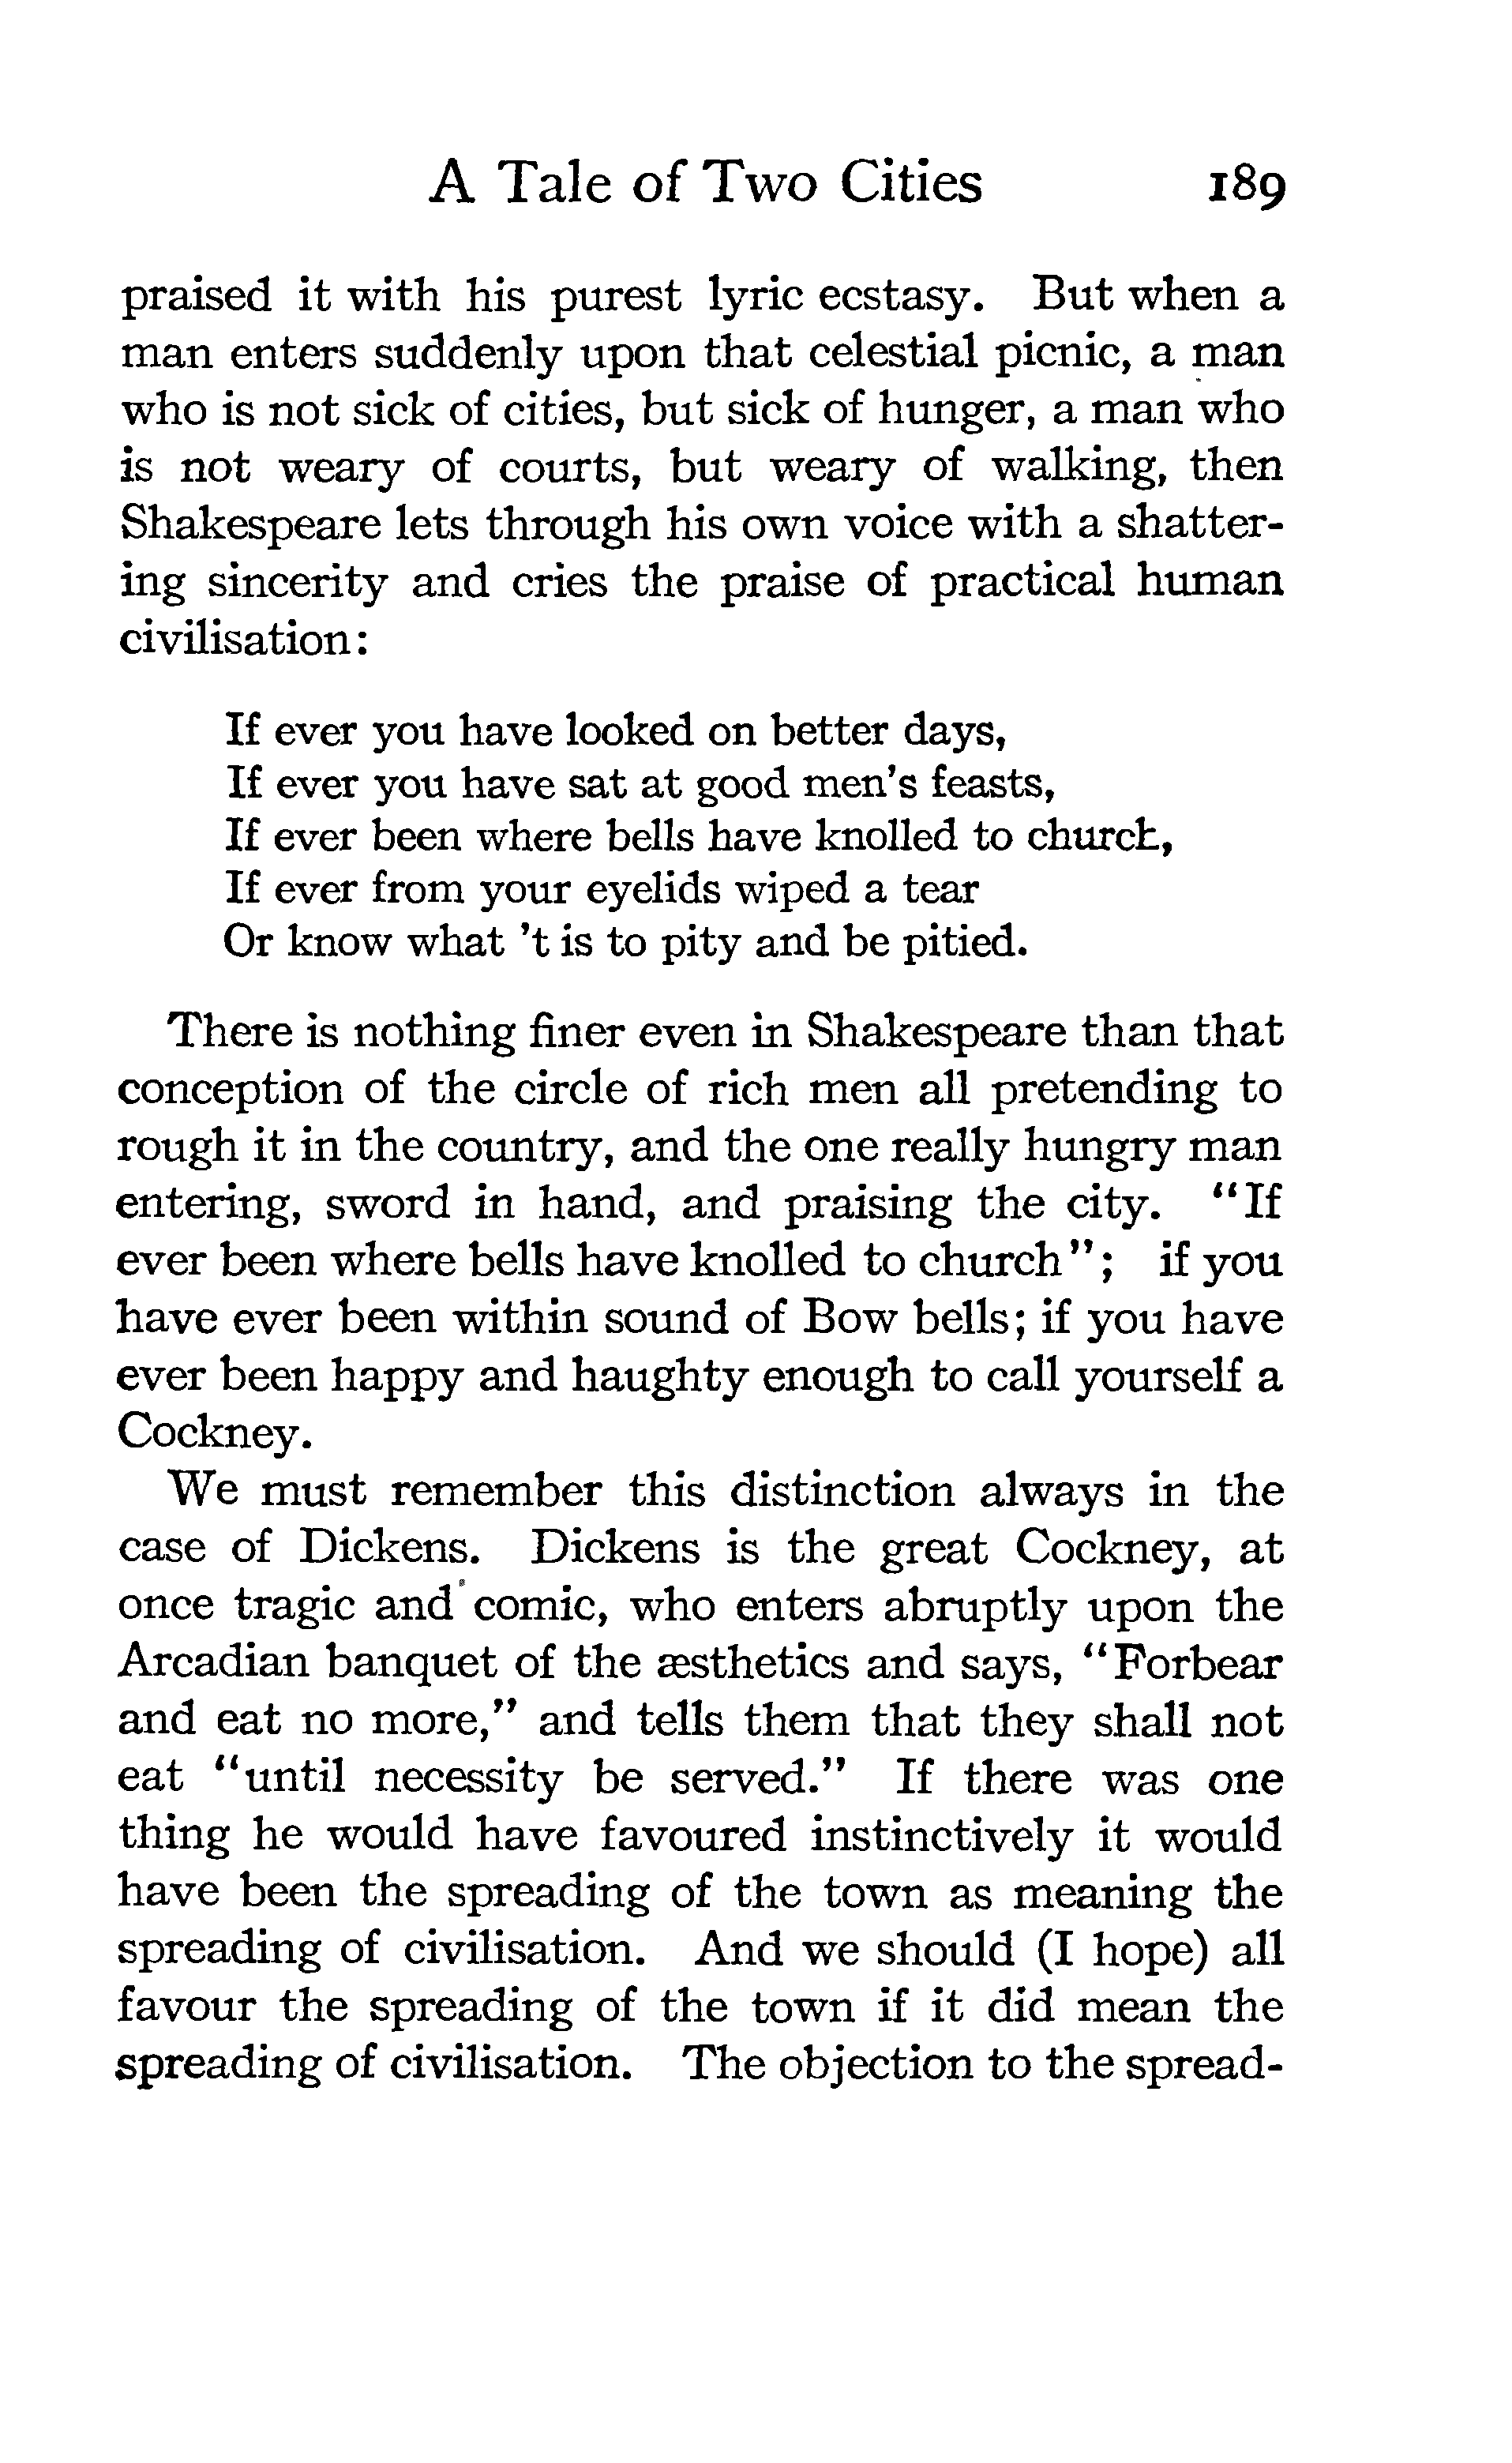 A Tale of Two Cities 189
praised it with his purest lyric ecstasy. But when a
man enters suddenly upon that celestial picnic, a man
who is not sick of cities, but sick of hunger, a man who
is not weary of courts, but weary of walking, then
Shakespeare lets through his own voice with a shatter-
ing sincerity and cries the praise of practical human
civilisation:
If ever you have looked on better days,
If ever you have sat at good men's feasts,
If ever been where bells have knolled to church,
If ever from your eyelids wiped a tear
Or know what 't is to pity and be pitied.
There is nothing finer even in Shakespeare than that
conception of the circle of rich men all pretending to
rough it in the country, and the one really hungry man
entering, sword in hand, and praising the city. "If
ever been where bells have knolled to church"; if you
have ever been within sound of Bow bells; if you have
ever been happy and haughty enough to call yourself a
Cockney.
We must remember this distinction always in the
case of Dickens. Dickens is the great Cockney, at
once tragic and comic, who enters abruptly upon the
Arcadian banquet of the æsthetics and says, "Forbear
and eat no more," and tells them that they shall not
eat "until necessity be served." If there was one
thing he would have favoured instinctively it would
have been the spreading of the town as meaning the
spreading of civilisation. And we should (I hope) all
favour the spreading of the town if it did mean the
spreading of civilisation. The objection to the spread-